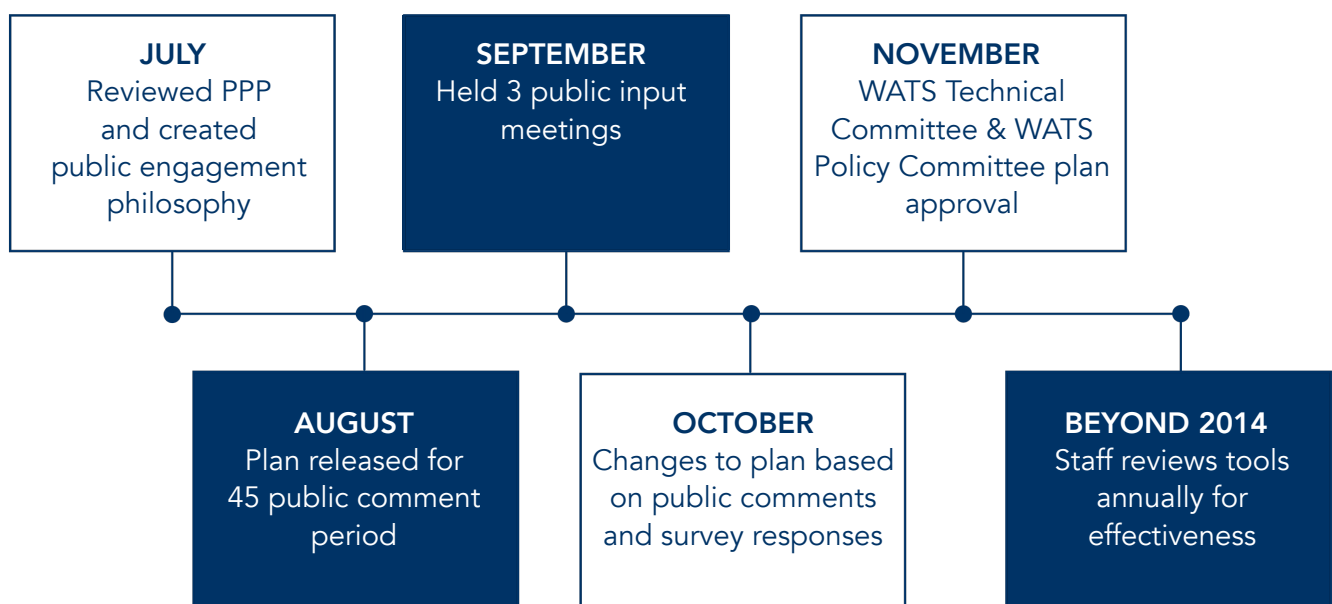 JULY
Reviewed PPP
and created
public engagement
philosophy
SEPTEMBER
Held 3 public input
meetings
NOVEMBER
WATS Technical
Committee & WATS
Policy Committee plan
approval
AUGUST
Plan released for
45 public comment
period
OCTOBER
Changes to plan based
on public comments
and survey responses
BEYOND 2014
Staff reviews tools
annually for
effectiveness